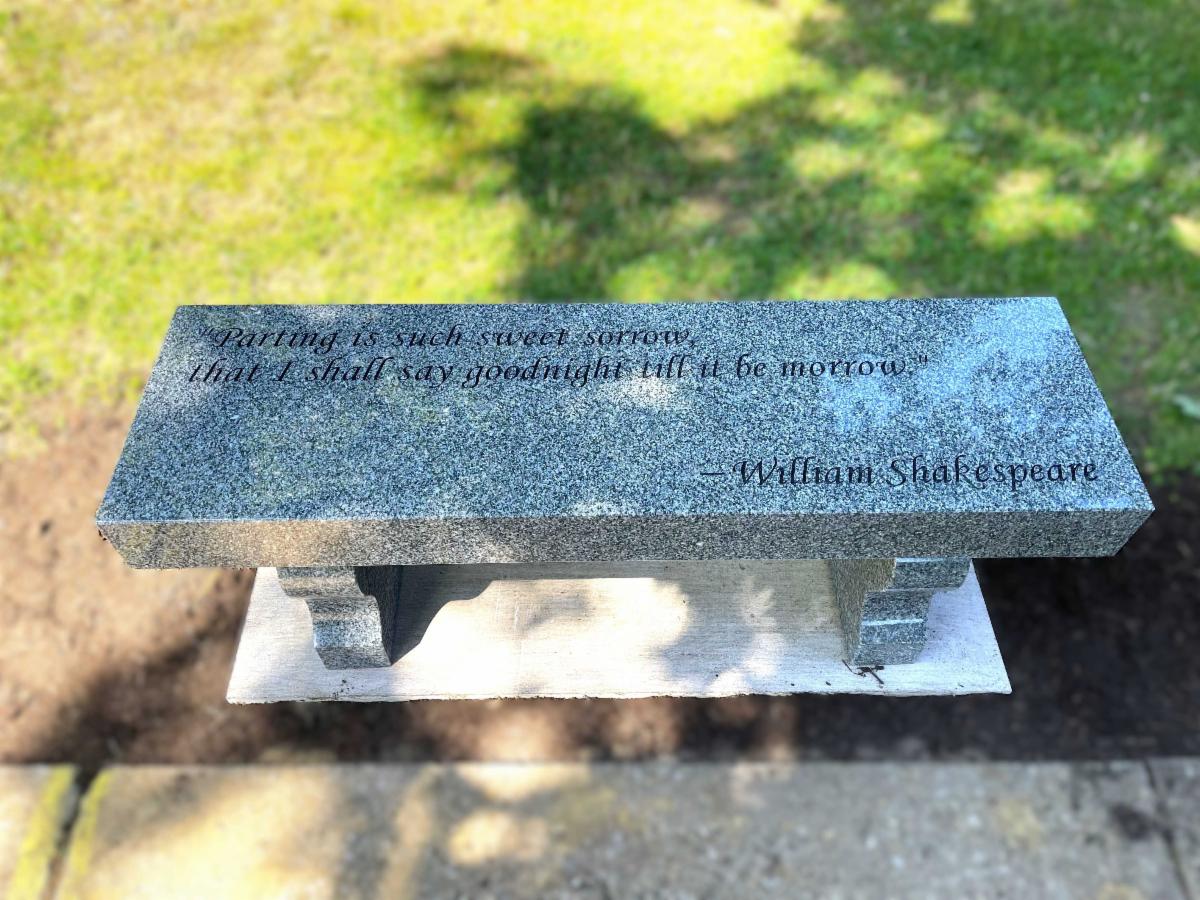 "Parting is such sweet sorrow,
that I shall say goodnight till it be morrow."
—William Shakespeare